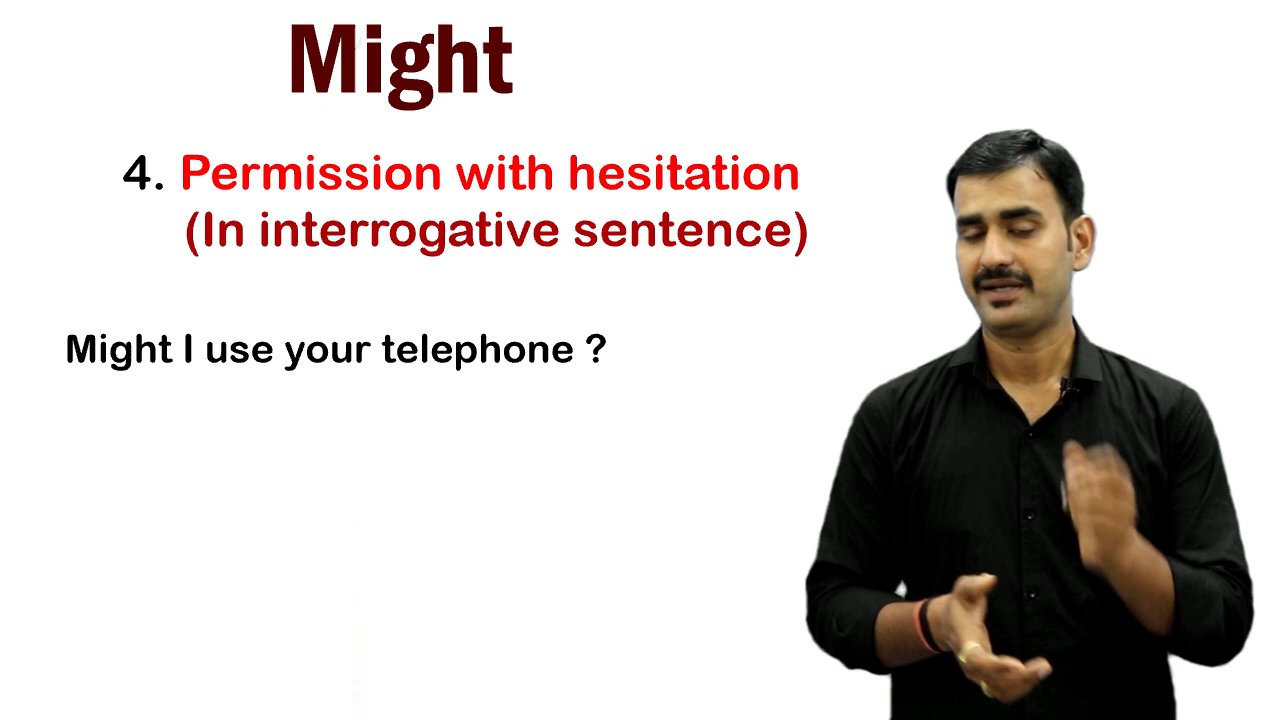 Might
4. Permission with hesitation
(In interrogative sentence)
Might I use your telephone ?